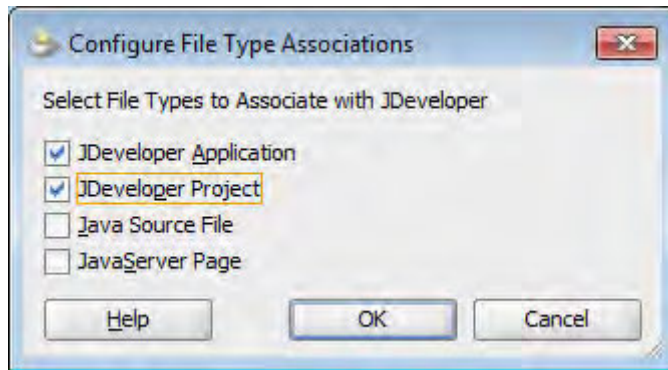 Configure File Type Associations
Select File Types to Associate with JDeveloper
JDeveloper Application
JDeveloper Project
Java Source File
JavaServer Page
Help OK Cancel